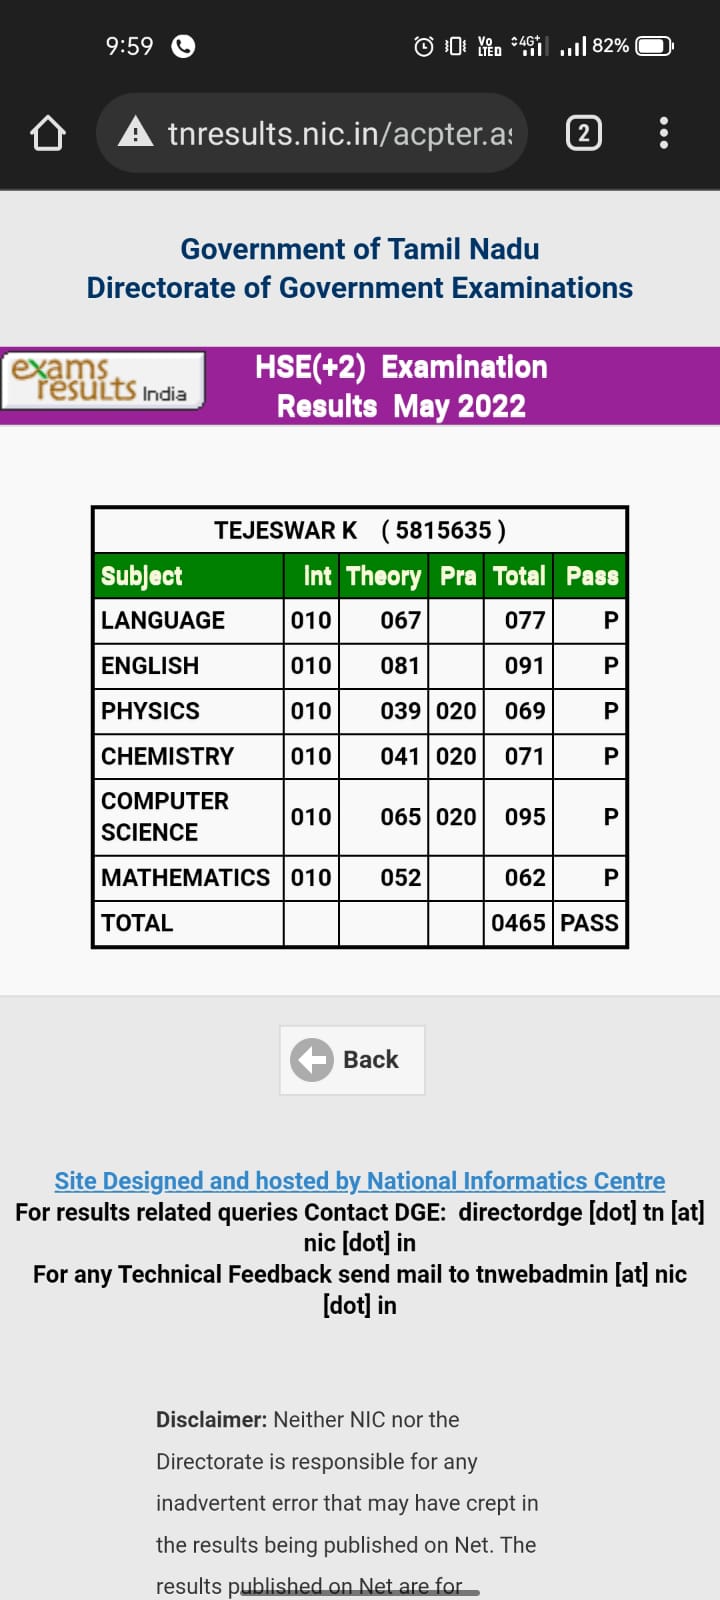 9:59 Vo LTED 4G+ 82%
tnresults.nic.in/acpter.as 2
Government of Tamil Nadu
Directorate of Government Examinations
exams results India
HSE(+2) Examination
Results May 2022
TEJESWAR K ( 5815635 )
Subject Int Theory Pra Total Pass
LANGUAGE 010 067 077 P
ENGLISH 010 081 091 P
PHYSICS 010 039 020 069 P
CHEMISTRY 010 041 020 071 P
COMPUTER
SCIENCE 010 065 020 095 P
MATHEMATICS 010 052 062 P
TOTAL 0465 PASS
Back
Site Designed and hosted by National Informatics Centre
For results related queries Contact DGE: directordge [dot] tn [at]
nic [dot] in
For any Technical Feedback send mail to tnwebadmin [at] nic
[dot] in
Disclaimer: Neither NIC nor the
Directorate is responsible for any
inadvertent error that may have crept in
the results being published on Net. The
results published on Net are for